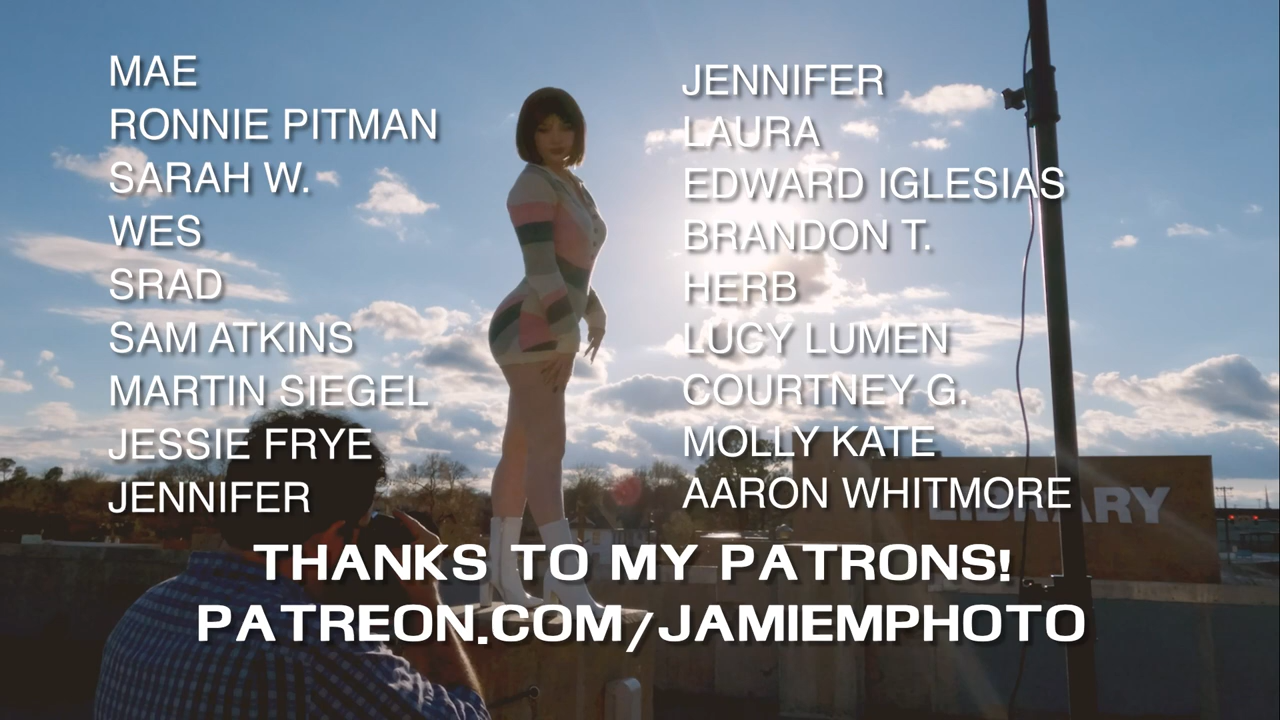 MAE
RONNIE PITMAN
SARAH W.
WES
SRAD
SAM ATKINS
MARTIN SIEGEL
JESSIE FRYE
JENNIFER
JENNIFER
LAURA
EDWARD IGLESIAS
BRANDON T.
HERB
LUCY LUMEN
COURTNEY G.
MOLLY KATE
AARON WHITMORE
LIBRARY
THANKS TO MY PATRONS!
PATREON.COM/JAMIEMPHOTO